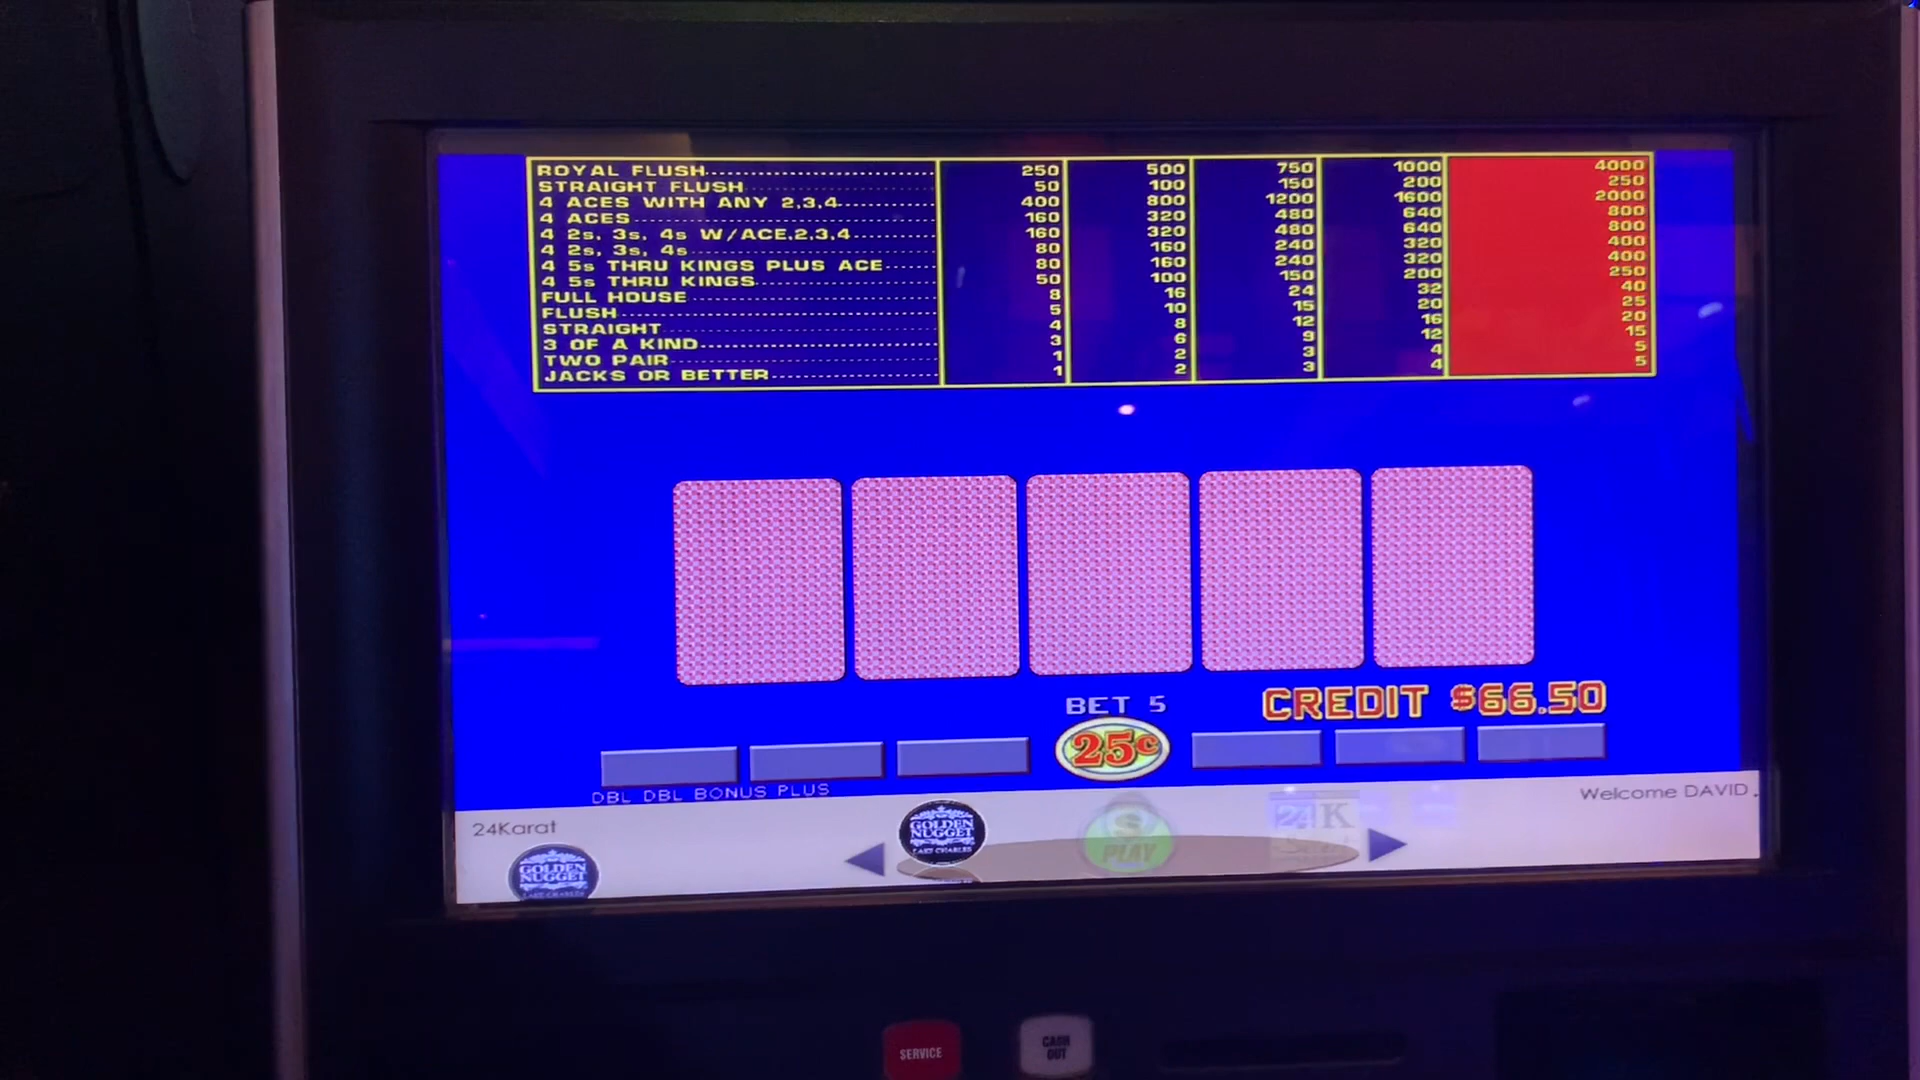 ROYAL FLUSH 250 500 750 1000 4000
STRAIGHT FLUSH 50 100 150 200 250
4 ACES WITH ANY 2,3,4 400 800 1200 1600 2000
4 ACES 160 320 480 640 800
4 2s, 3s, 4s W/ACE,2,3,4 160 320 480 640 800
4 2s, 3s, 4s 80 160 240 320 400
4 5s THRU KINGS PLUS ACE 80 160 240 320 400
4 5s THRU KINGS 50 100 150 200 250
FULL HOUSE 8 16 24 32 40
FLUSH 5 10 15 20 25
STRAIGHT 4 8 12 16 20
3 OF A KIND 3 6 9 12 15
TWO PAIR 1 2 3 4 5
JACKS OR BETTER 1 2 3 4 5
BET 5
CREDIT $66.50
25¢
DBL DBL BONUS PLUS
Welcome DAVID.
24Karat
GOLDEN NUGGET
LAKE CHARLES
S
PLAY
24K
GOLDEN NUGGET
LAKE CHARLES
SERVICE
CASH OUT